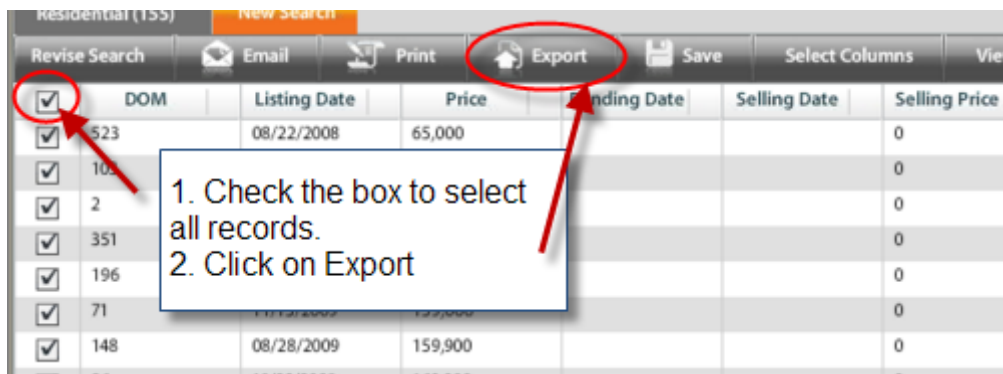 Residential (155) New Search
Revise Search Email Print Export Save Select Columns
DOM Listing Date Price Pending Date Selling Date Selling Price
523 08/22/2008 65,000 0
0
2 0
351 0
196 0
71 0
148 08/28/2009 159,900 0
1. Check the box to select
all records.
2. Click on Export